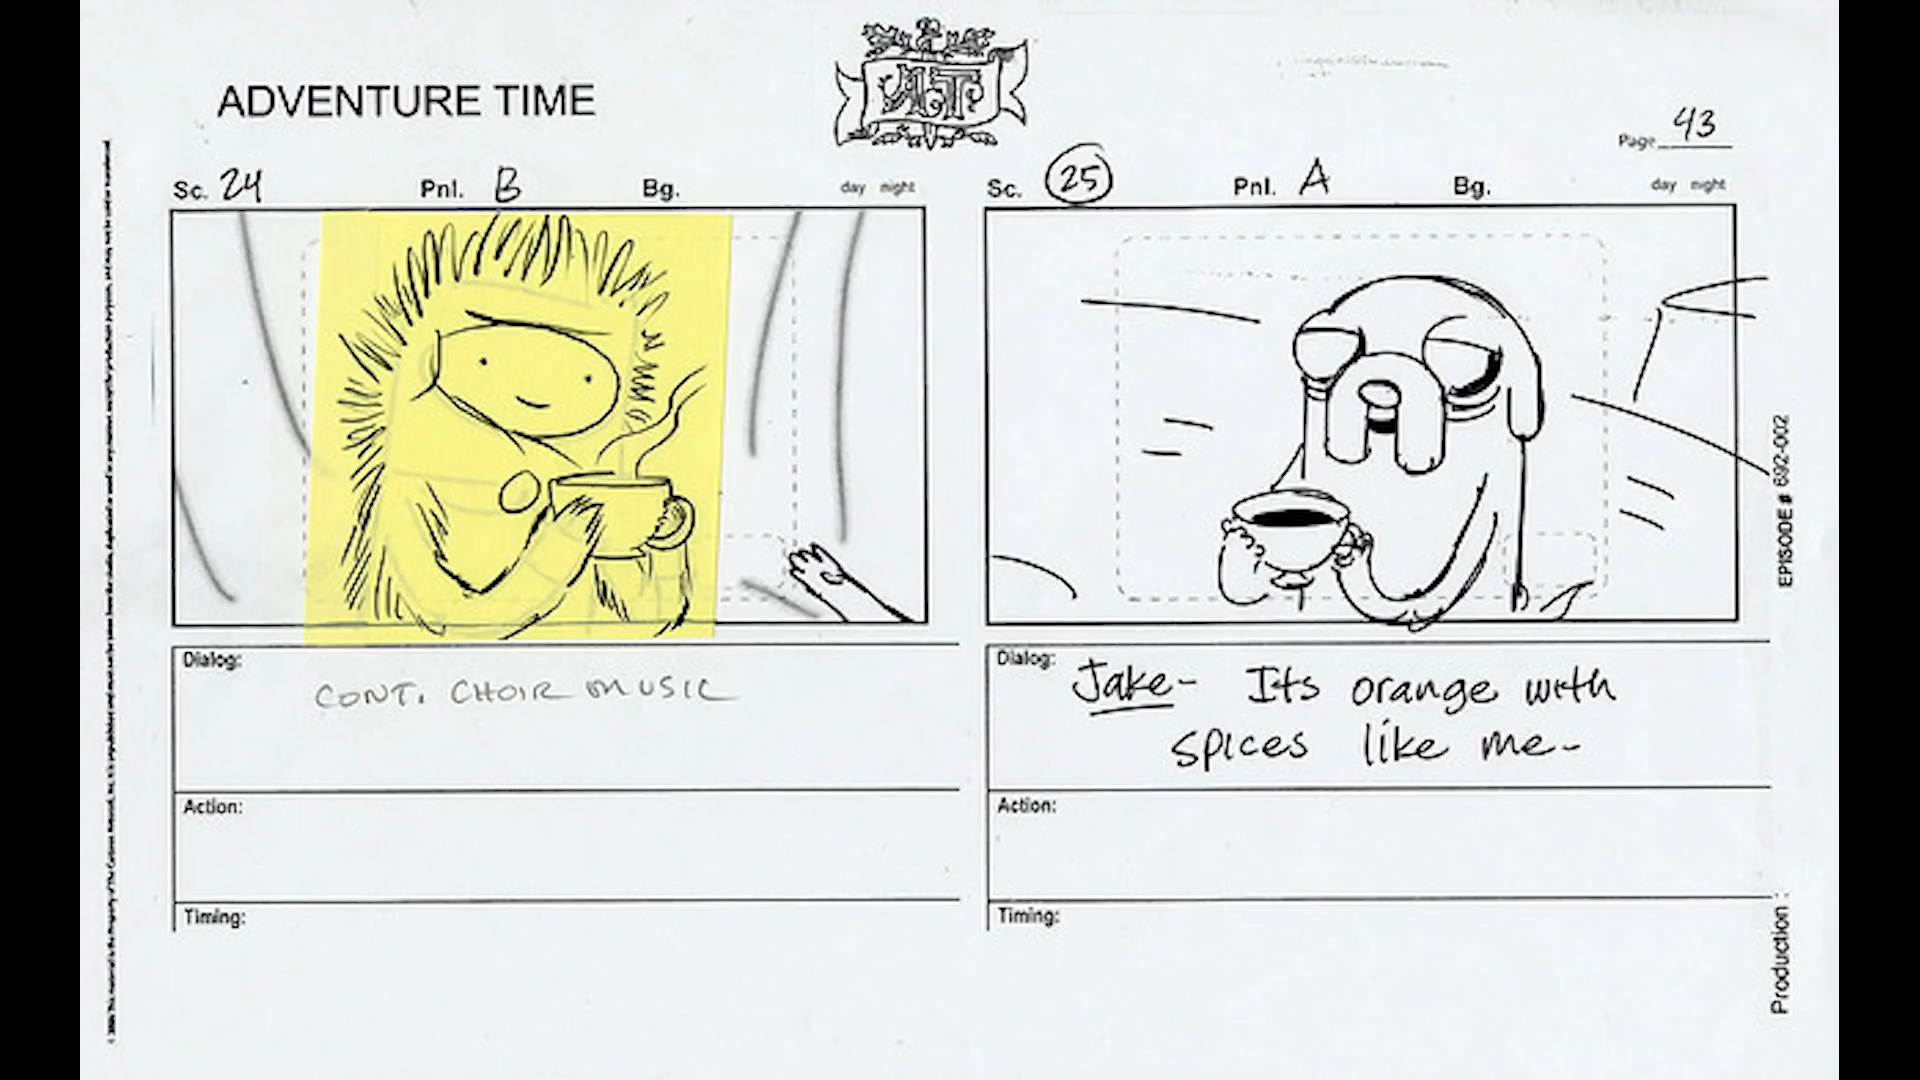 ADVENTURE TIME
AT
Page 43
Sc. 24 Pnl. B Bg. day night
Sc. 25 Pnl. A Bg. day night
Dialog:
CONT. CHOIR MUSIC
Action:
Timing:
Dialog: Jake- Its orange with
spices like me-
Action:
Timing:
EPISODE # 692-002
Production :